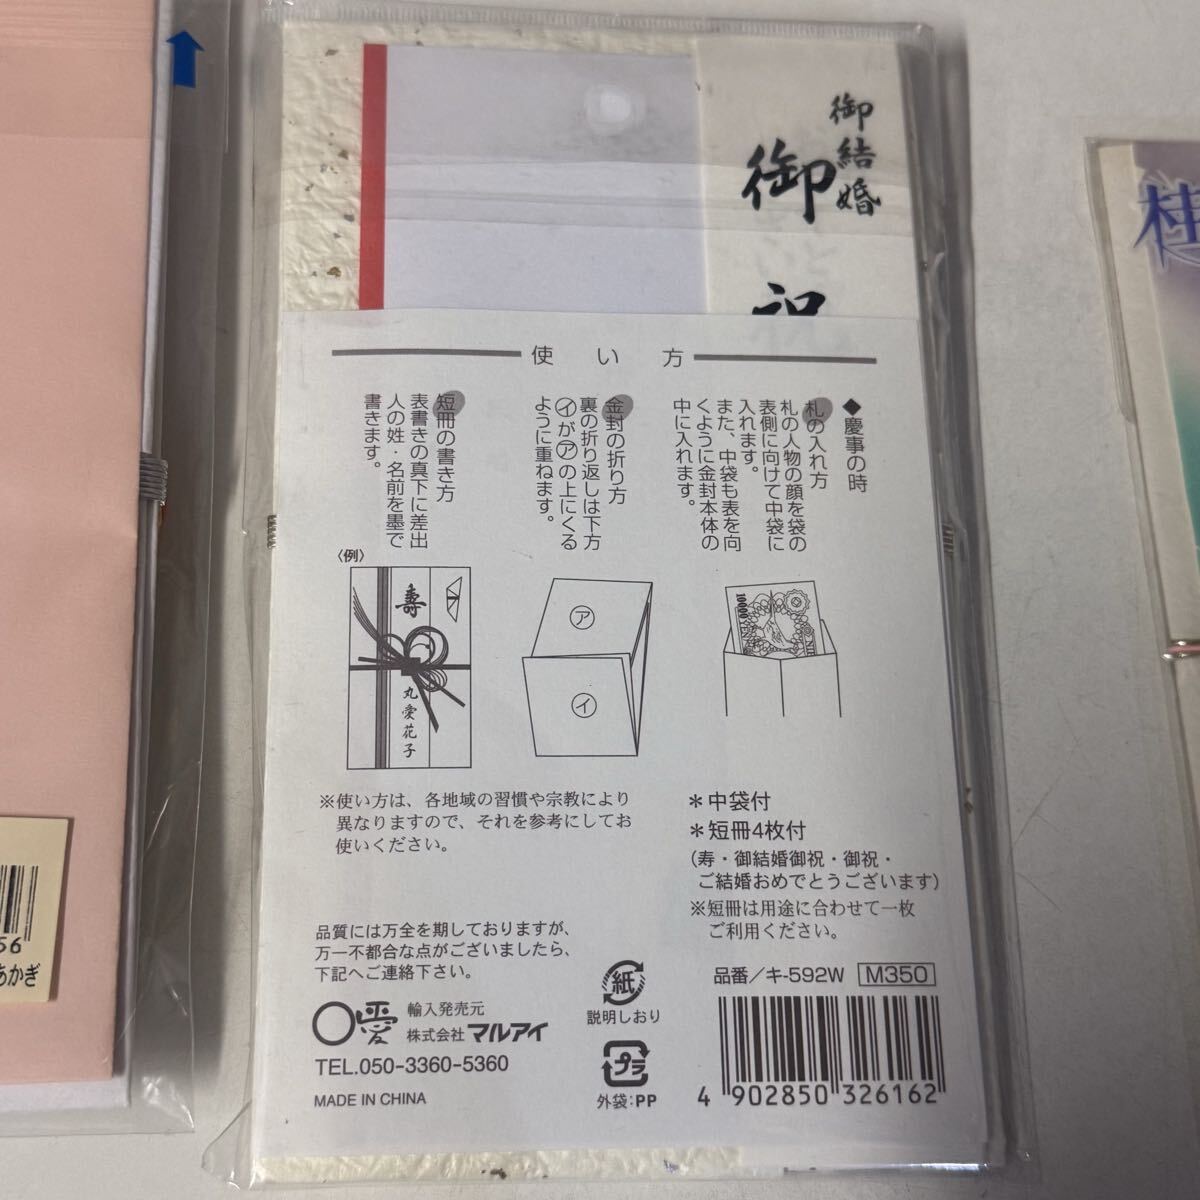 御結婚
御
祝
使い方
◆慶事の時
札の入れ方
札の人物の顔を袋の
表側に向けて中袋に
入れます。
また、中袋も表を向
くように金封本体の
中に入れます。
金封の折り方
裏の折り返しは下方
㋑が㋐の上にくる
ように重ねます。
短冊の書き方
表書きの真下に差出
人の姓・名前を墨で
書きます。
〈例〉
寿
丸愛花子
㋐
㋑
10000
※使い方は、各地域の習慣や宗教により
異なりますので、それを参考にしてお
使いください。
＊中袋付
＊短冊4枚付
(寿・御結婚御祝・御祝・
ご結婚おめでとうございます)
※短冊は用途に合わせて一枚
ご利用ください。
品質には万全を期しておりますが、
万一不都合な点がございましたら、
下記へご連絡下さい。
〇愛
輸入発売元
株式会社 マルアイ
TEL.050-3360-5360
MADE IN CHINA
紙
説明しおり
プラ
外袋:PP
品番/キ-592W M350
4 902850 326162
56
あかぎ
桂